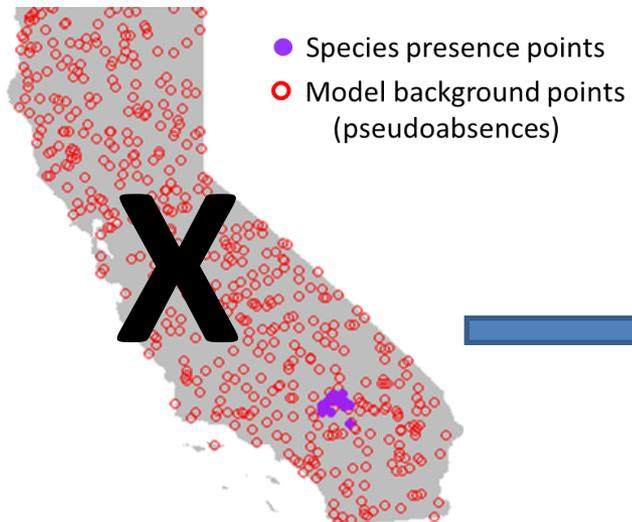 Species presence points
Model background points
(pseudoabsences)
X